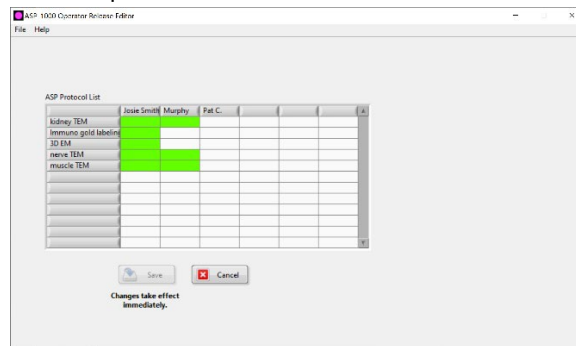 ASP-1000 Operator Release Editor
File Help
ASP Protocol List
Josie Smith Murphy Pat C.
kidney TEM
Immuno gold labeling
3D EM
nerve TEM
muscle TEM
Save Cancel
Changes take effect
immediately.